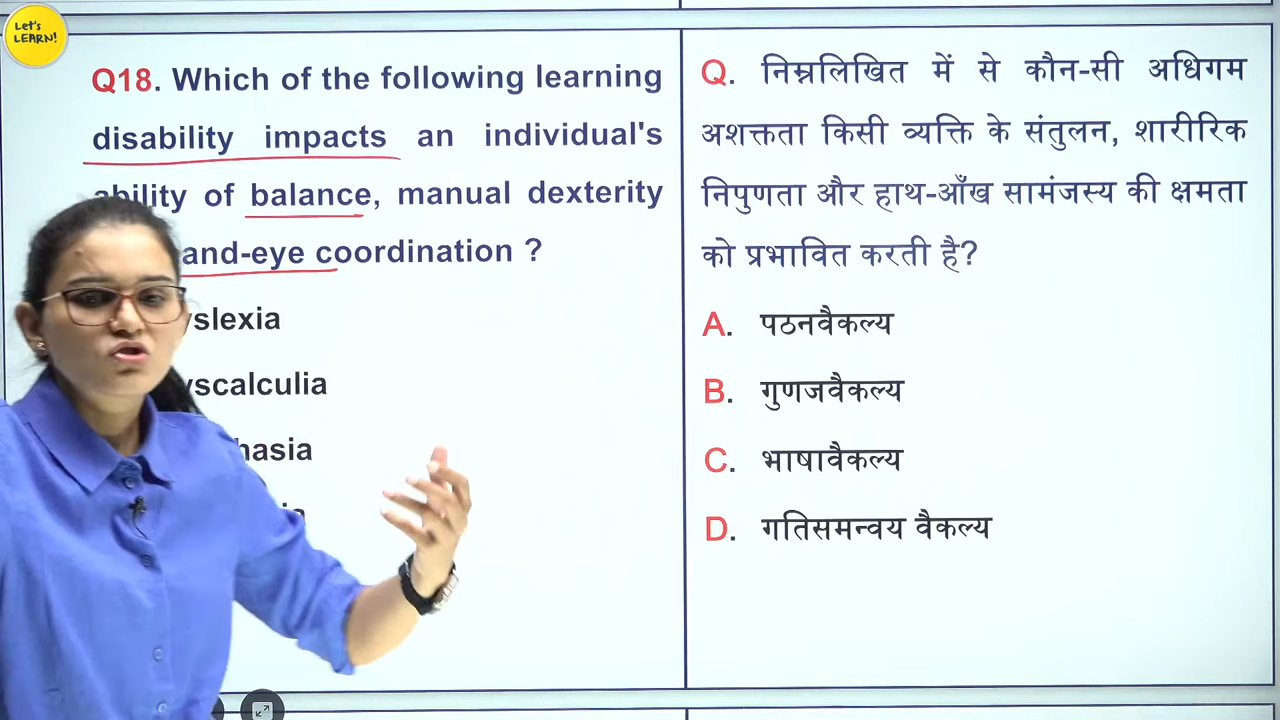 Let's
LEARN!
Q18. Which of the following learning
disability impacts an individual's
ability of balance, manual dexterity
and-eye coordination ?
yslexia
yscalculia
hasia
ia
Q. निम्नलिखित में से कौन-सी अधिगम
अशक्तता किसी व्यक्ति के संतुलन, शारीरिक
निपुणता और हाथ-आँख सामंजस्य की क्षमता
को प्रभावित करती है?
A. पठनवैकल्य
B. गुणजवैकल्य
C. भाषावैकल्य
D. गतिसमन्वय वैकल्य